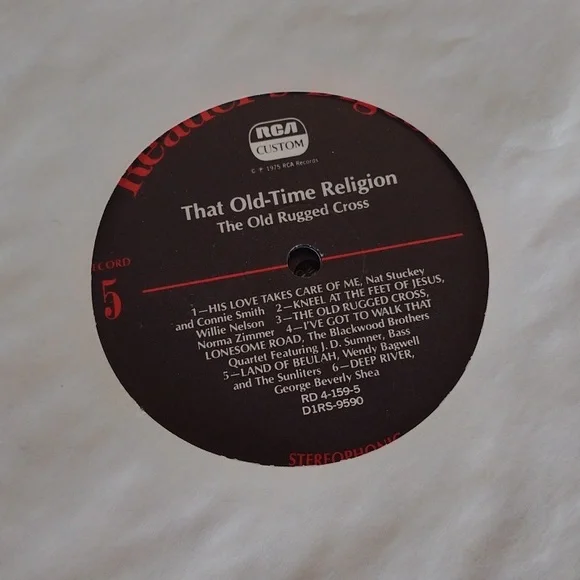 Reader's Dig
RCA
CUSTOM
© ℗ 1975 RCA Records
That Old-Time Religion
The Old Rugged Cross
ECORD
5
1—HIS LOVE TAKES CARE OF ME, Nat Stuckey
and Connie Smith 2—KNEEL AT THE FEET OF JESUS,
Willie Nelson 3—THE OLD RUGGED CROSS,
Norma Zimmer 4—I'VE GOT TO WALK THAT
LONESOME ROAD, The Blackwood Brothers
Quartet Featuring J.D. Sumner, Bass
5—LAND OF BEULAH, Wendy Bagwell
and The Sunliters 6—DEEP RIVER,
George Beverly Shea
RD 4-159-5
D1RS-9590
STEREOPHONIC